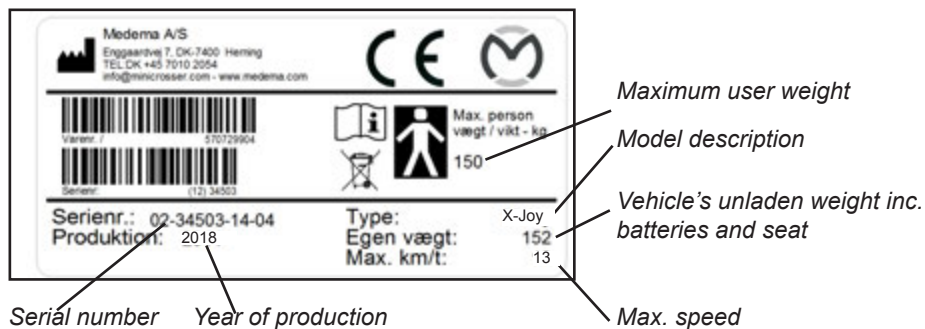 Medema A/S
Enggaardvej 7, DK-7400 Herning
TEL:DK +45 7010 2054
info@minicrosser.com - www.medema.com
CE
Varenr. /
570729904
Serienr:
(12) 34503
Max. person
vægt / vikt - kg
150
Serienr.: 02-34503-14-04
Produktion: 2018
Type: X-Joy
Egen vægt: 152
Max. km/t: 13
Maximum user weight
Model description
Vehicle's unladen weight inc.
batteries and seat
Serial number
Year of production
Max. speed